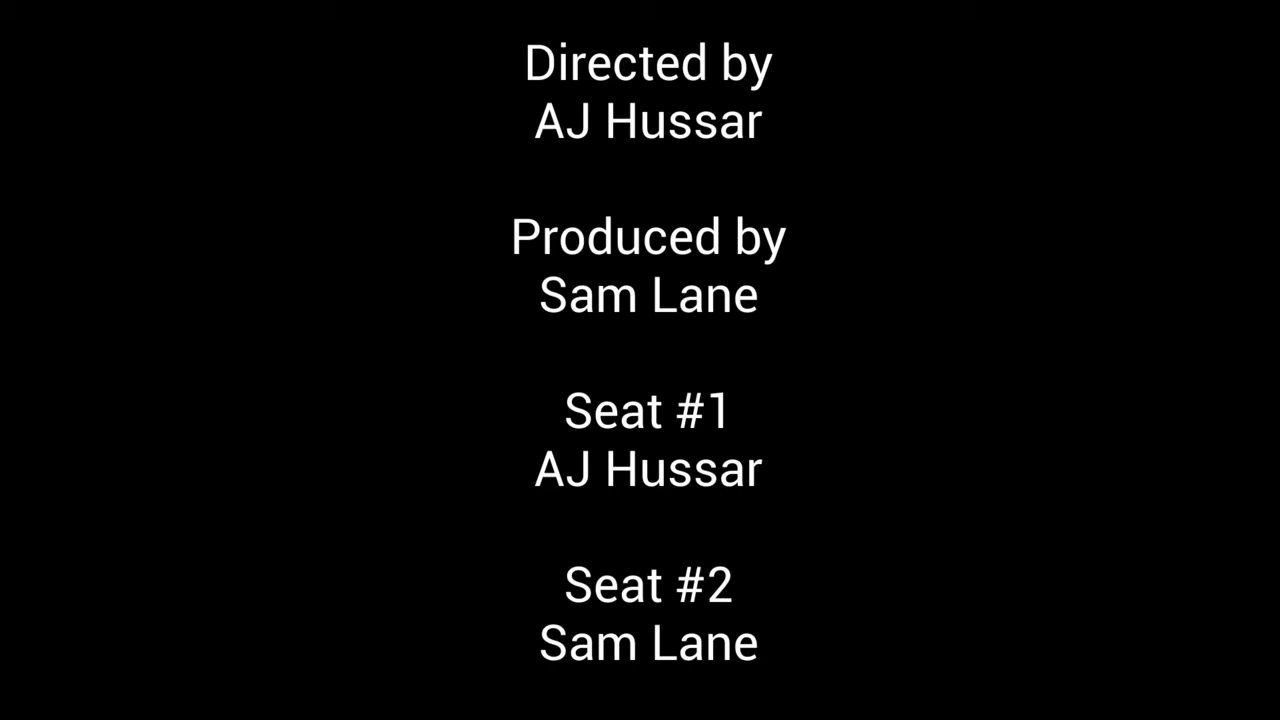 Directed by
AJ Hussar
Produced by
Sam Lane
Seat #1
AJ Hussar
Seat #2
Sam Lane